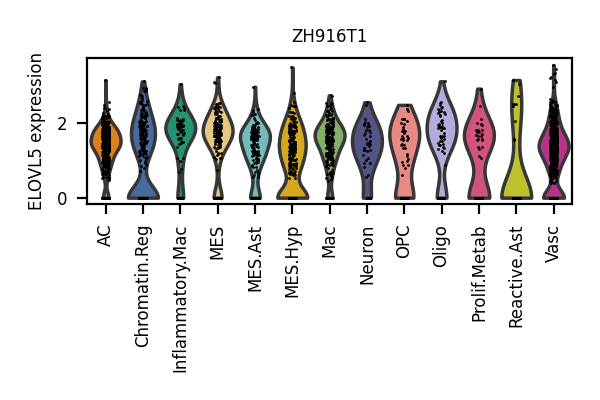 ZH916T1
ELOVL5 expression
2
0
AC
Chromatin.Reg
Inflammatory.Mac
MES
MES.Ast
MES.Hyp
Mac
Neuron
OPC
Oligo
Prolif.Metab
Reactive.Ast
Vasc